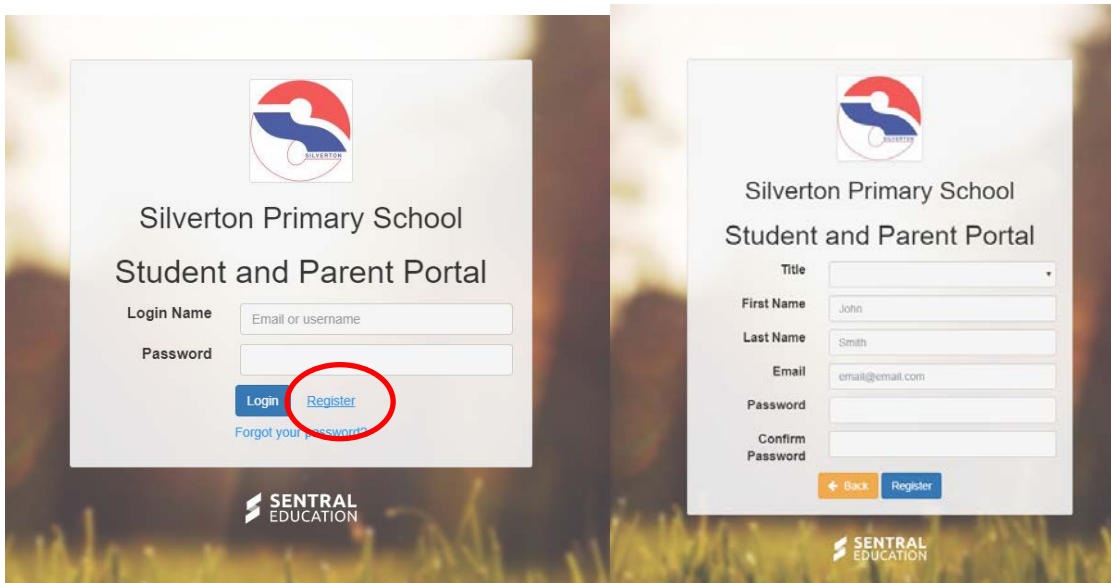 SILVERTON
Silverton Primary School
Student and Parent Portal
Login Name
Email or username
Password
Login Register
Forgot your password?
SENTRAL
EDUCATION
SILVERTON
Silverton Primary School
Student and Parent Portal
Title
First Name John
Last Name Smith
Email email@email.com
Password
Confirm
Password
Back Register
SENTRAL
EDUCATION